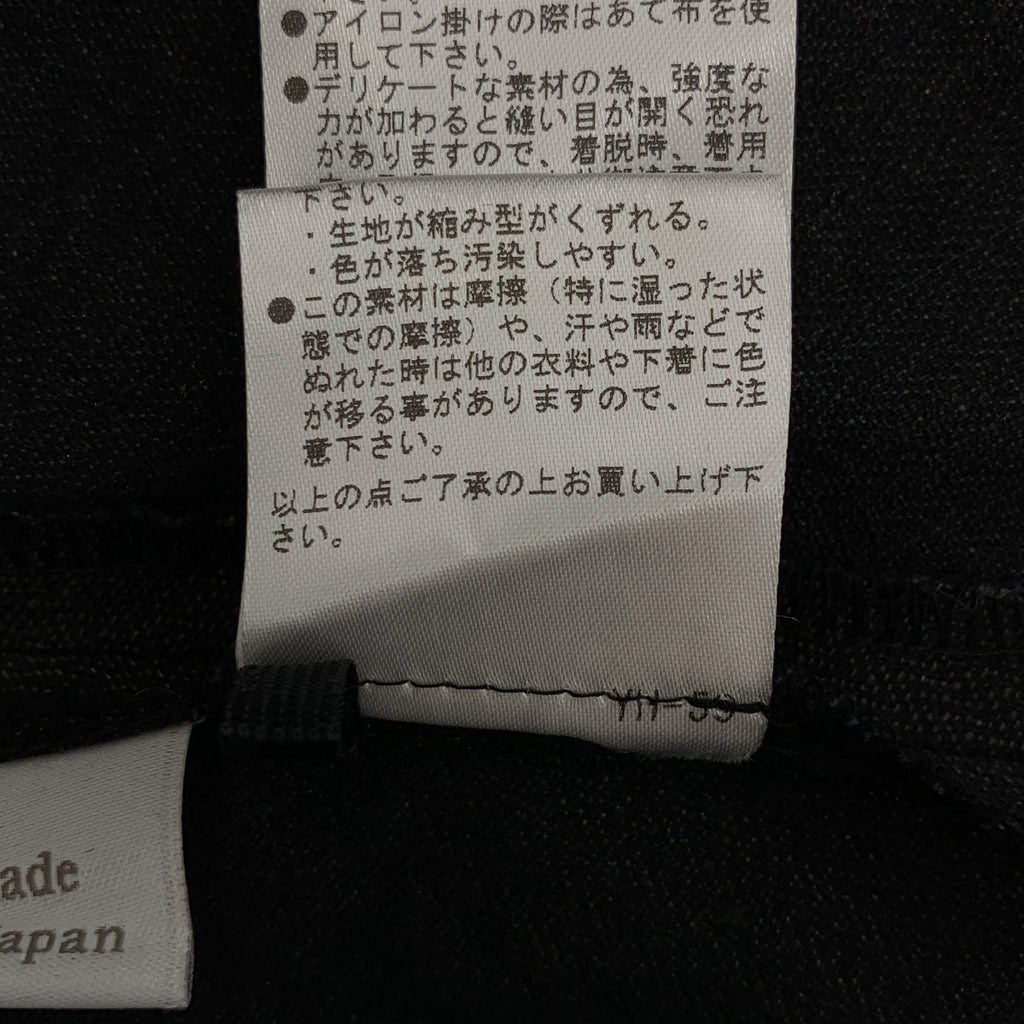 ●アイロン掛けの際はあて布を使
用して下さい。
●デリケートな素材の為、強度な
力が加わると縫い目が開く恐れ
がありますので、着脱時、着用
下さい。
・生地が縮み型がくずれる。
・色が落ち汚染しやすい。
●この素材は摩擦（特に湿った状
態での摩擦）や、汗や雨などで
ぬれた時は他の衣料や下着に色
が移る事がありますので、ご注
意下さい。
以上の点ご了承の上お買い上げ下
さい。
ade
apan